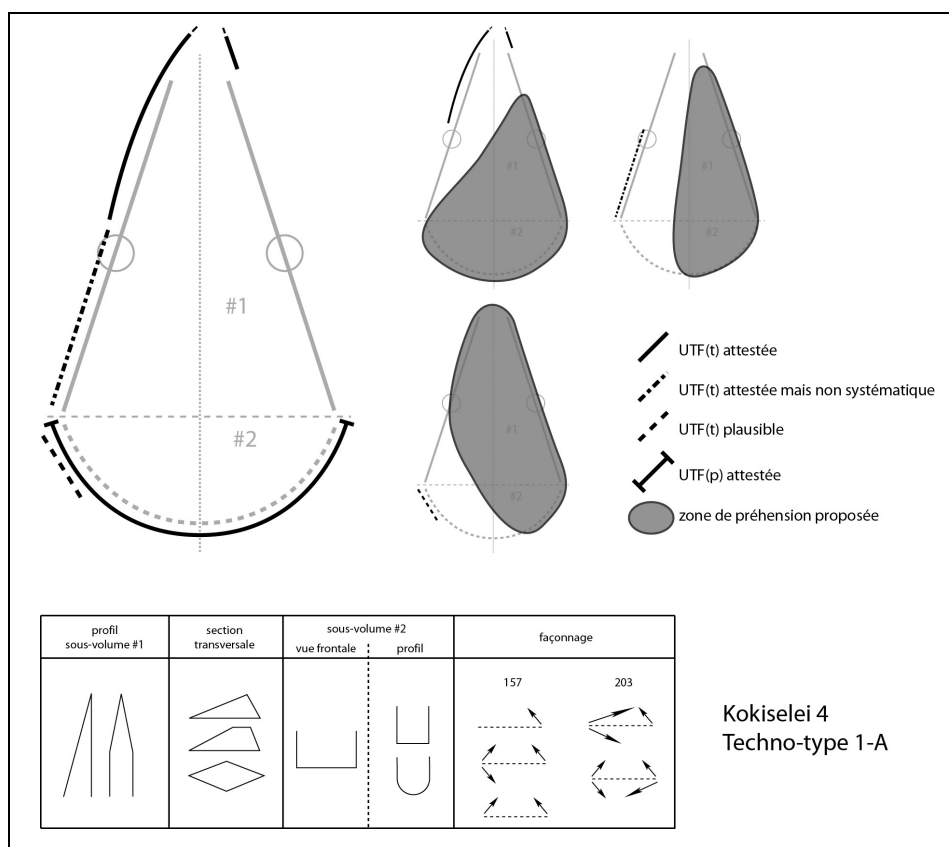 #1
#2
#1
#2
#1
#2
#1
#2
UTF(t) attestée
UTF(t) attestée mais non systématique
UTF(t) plausible
UTF(p) attestée
zone de préhension proposée
profil
sous-volume #1
section
transversale
sous-volume #2
vue frontale
profil
façonnage
157
203
Kokiselei 4
Techno-type 1-A